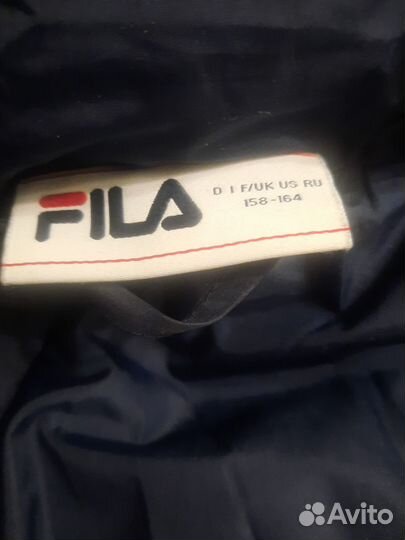 FILA
D I F/UK US RU
158-164
Avito